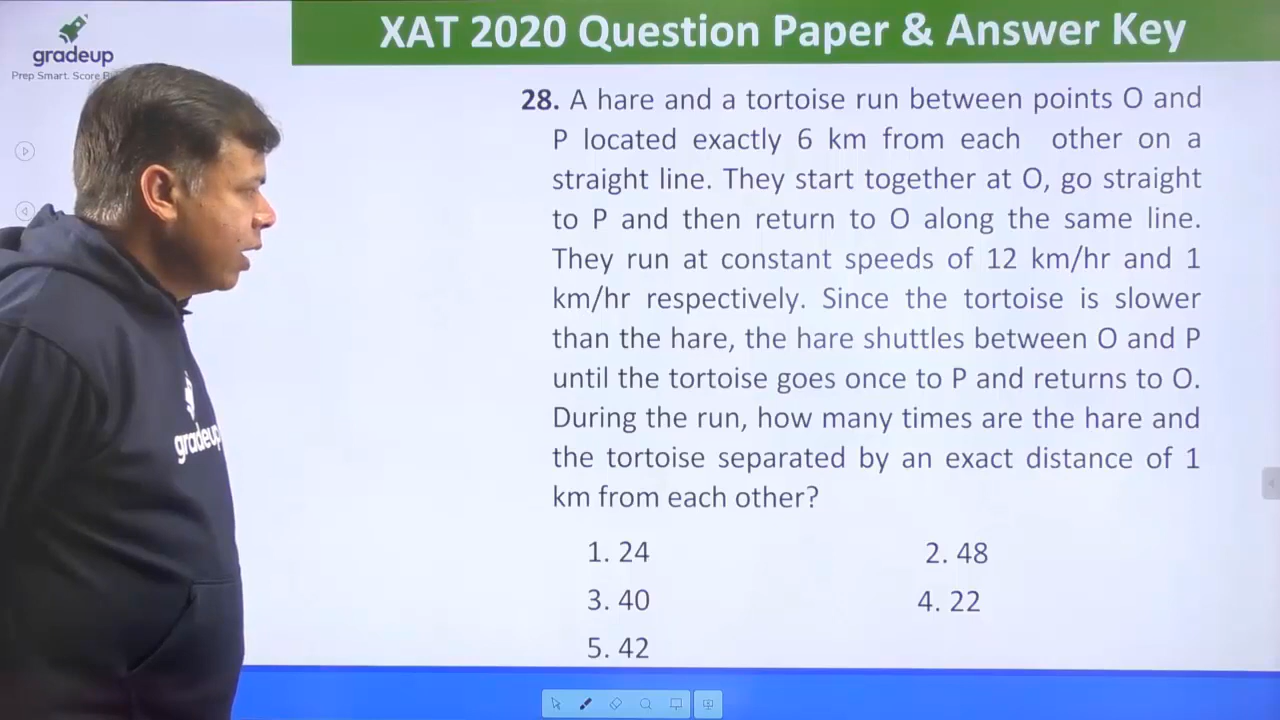 XAT 2020 Question Paper & Answer Key
gradeup
Prep Smart. Score
28. A hare and a tortoise run between points O and
P located exactly 6 km from each other on a
straight line. They start together at O, go straight
to P and then return to O along the same line.
They run at constant speeds of 12 km/hr and 1
km/hr respectively. Since the tortoise is slower
than the hare, the hare shuttles between O and P
until the tortoise goes once to P and returns to O.
During the run, how many times are the hare and
the tortoise separated by an exact distance of 1
km from each other?
1. 24
2. 48
3. 40
4. 22
5. 42
gradeup